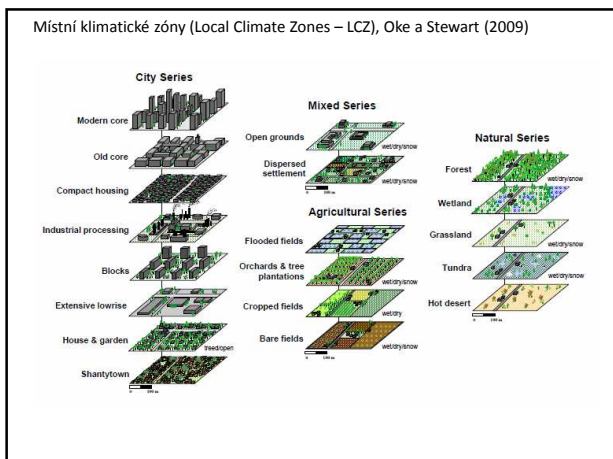 Místní klimatické zóny (Local Climate Zones – LCZ), Oke a Stewart (2009)
City Series
Modern core
Old core
Compact housing
Industrial processing
Blocks
Extensive lowrise
House & garden
treed/open
Shantytown
Mixed Series
Open grounds
wet/dry/snow
Dispersed
settlement
wet/dry/snow
Agricultural Series
Flooded fields
Orchards & tree
plantations
wet/dry/snow
Cropped fields
wet/dry
Bare fields
wet/dry/snow
Natural Series
Forest
wet/dry/snow
Wetland
Grassland
wet/dry/snow
Tundra
wet/dry/snow
Hot desert